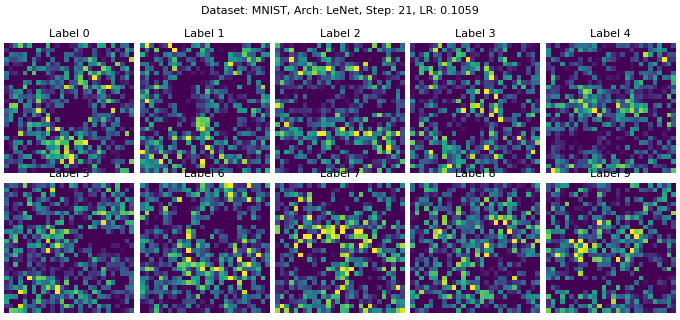 Dataset: MNIST, Arch: LeNet, Step: 21, LR: 0.1059
Label 0 Label 1 Label 2 Label 3 Label 4
Label 5 Label 6 Label 7 Label 8 Label 9